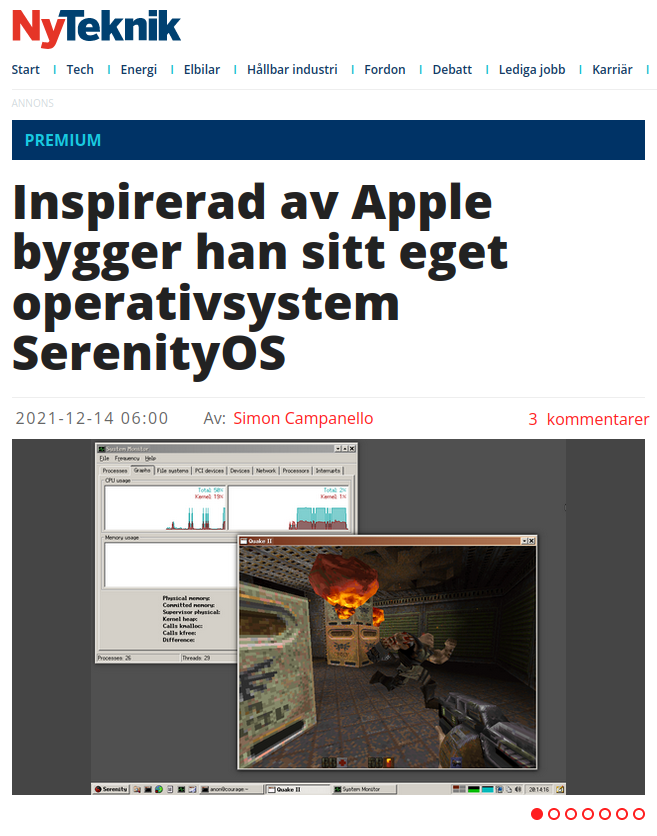 NyTeknik
Start | Tech | Energi | Elbilar | Hållbar industri | Fordon | Debatt | Lediga jobb | Karriär |
ANNONS
PREMIUM
Inspirerad av Apple
bygger han sitt eget
operativsystem
SerenityOS
2021-12-14 06:00 Av: Simon Campanello 3 kommentarer
System Monitor
File Frequency Help
Processes Graphs File systems PCI devices Devices Network Processors Interrupts
CPU usage
Total 50% Total 2%
Kernel 19% Kernel 1%
Memory usage
Quake II
Physical memory:
Committed memory:
Supervisor physical:
Kernel heap:
Calls kmalloc:
Calls kfree:
Difference:
Processes: 26 Threads: 29
Serenity anon@courage:~ Quake II System Monitor 20:14:16